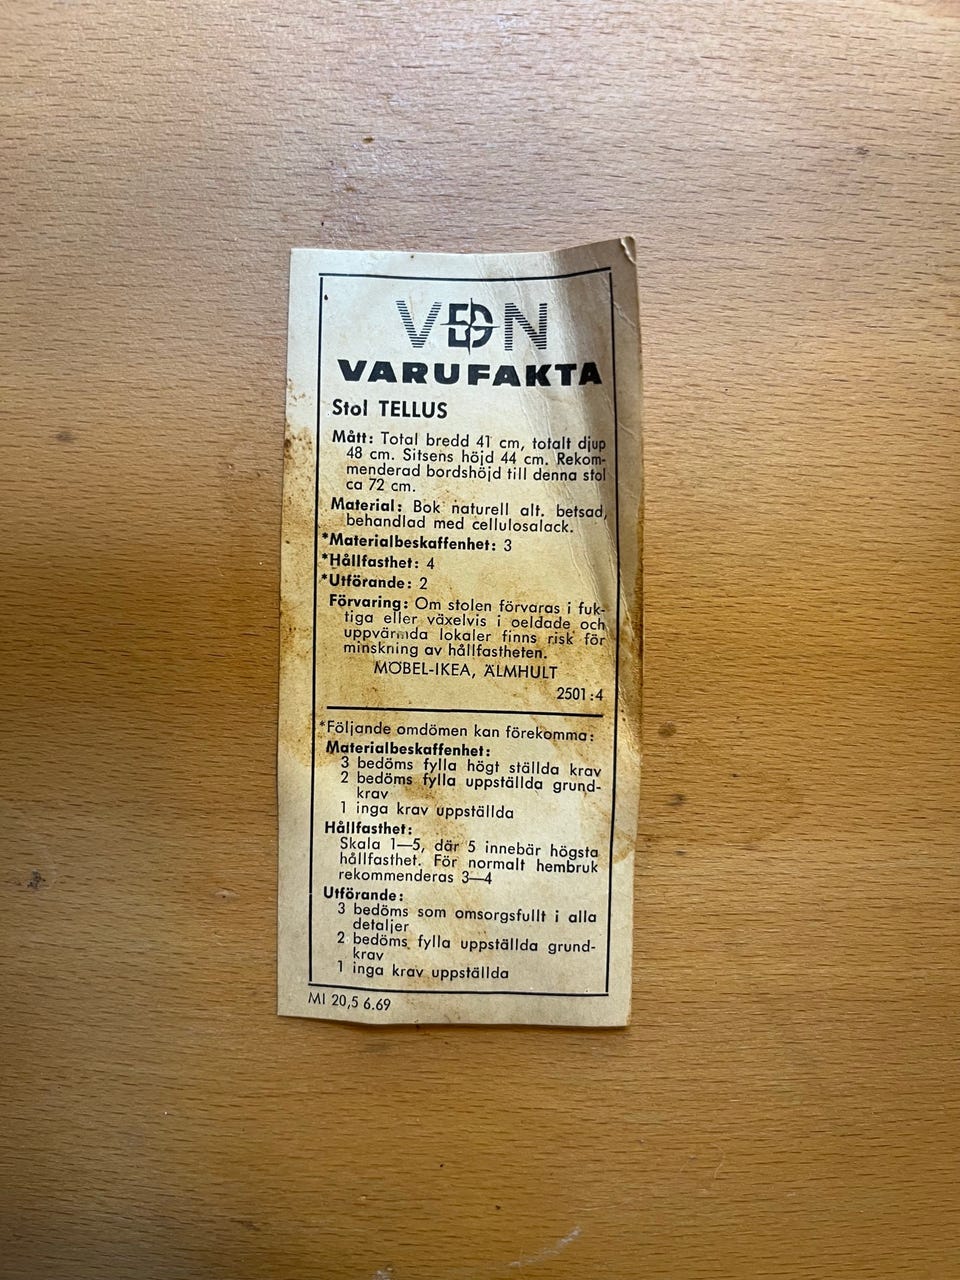 VDN
VARUFAKTA
Stol TELLUS
Mått: Total bredd 41 cm, totalt djup
48 cm. Sitsens höjd 44 cm. Rekom-
menderad bordshöjd till denna stol
ca 72 cm.
Material: Bok naturell alt. betsad,
behandlad med cellulosalack.
*Materialbeskaffenhet: 3
*Hållfasthet: 4
*Utförande: 2
Förvaring: Om stolen förvaras i fuk-
tiga eller växelvis i oeldade och
uppvärmda lokaler finns risk för
minskning av hållfastheten.
MÖBEL-IKEA, ÄLMHULT
2501:4
*Följande omdömen kan förekomma:
Materialbeskaffenhet:
3 bedöms fylla högt ställda krav
2 bedöms fylla uppställda grund-
krav
1 inga krav uppställda
Hållfasthet:
Skala 1—5, där 5 innebär högsta
hållfasthet. För normalt hembruk
rekommenderas 3—4
Utförande:
3 bedöms som omsorgsfullt i alla
detaljer
2 bedöms fylla uppställda grund-
krav
1 inga krav uppställda
MI 20,5 6.69